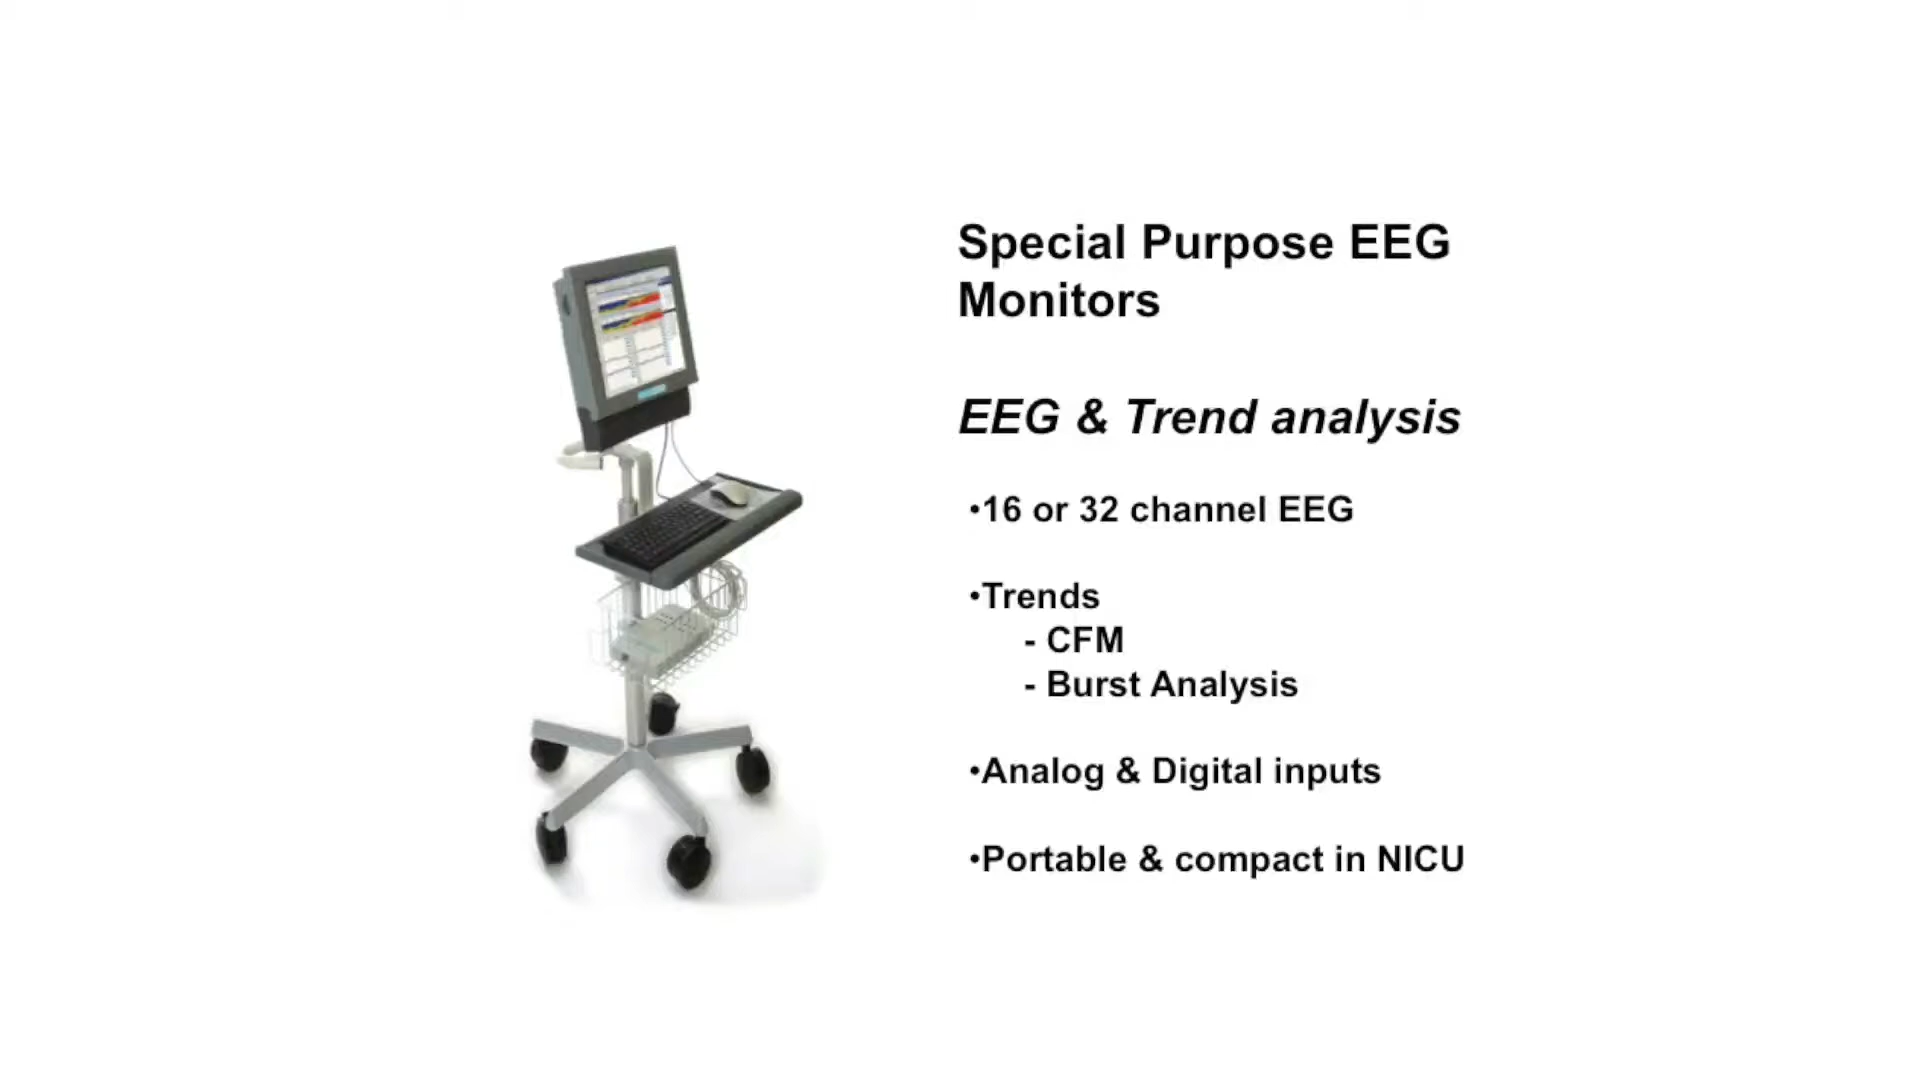 Special Purpose EEG
Monitors
EEG & Trend analysis
•16 or 32 channel EEG
•Trends
- CFM
- Burst Analysis
•Analog & Digital inputs
•Portable & compact in NICU